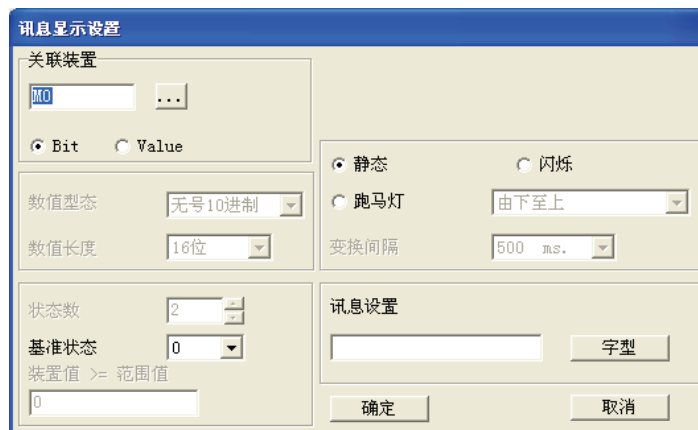 讯息显示设置
关联装置
M0
...
Bit Value
静态 闪烁
数值型态 无号10进制
跑马灯 由下至上
数值长度 16位
变换间隔 500 ms.
状态数 2
讯息设置
基准状态 0
字型
装置值 >= 范围值
0
确定 取消